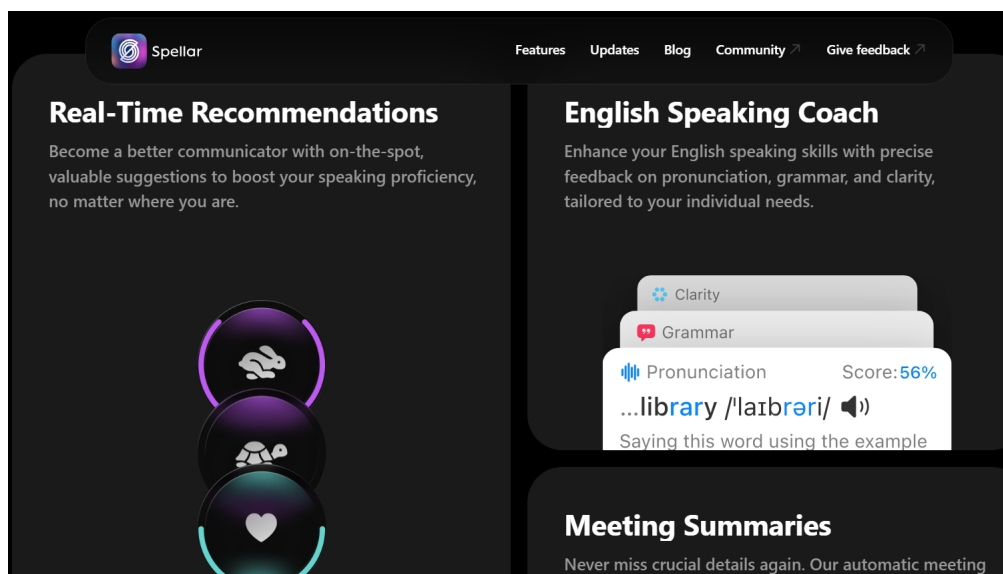 Spellar
Features
Updates
Blog
Community
Give feedback
Real-Time Recommendations
Become a better communicator with on-the-spot,
valuable suggestions to boost your speaking proficiency,
no matter where you are.
English Speaking Coach
Enhance your English speaking skills with precise
feedback on pronunciation, grammar, and clarity,
tailored to your individual needs.
Clarity
Grammar
Pronunciation
Score: 56%
...library /'laɪbrəri/
Saying this word using the example
Meeting Summaries
Never miss crucial details again. Our automatic meeting